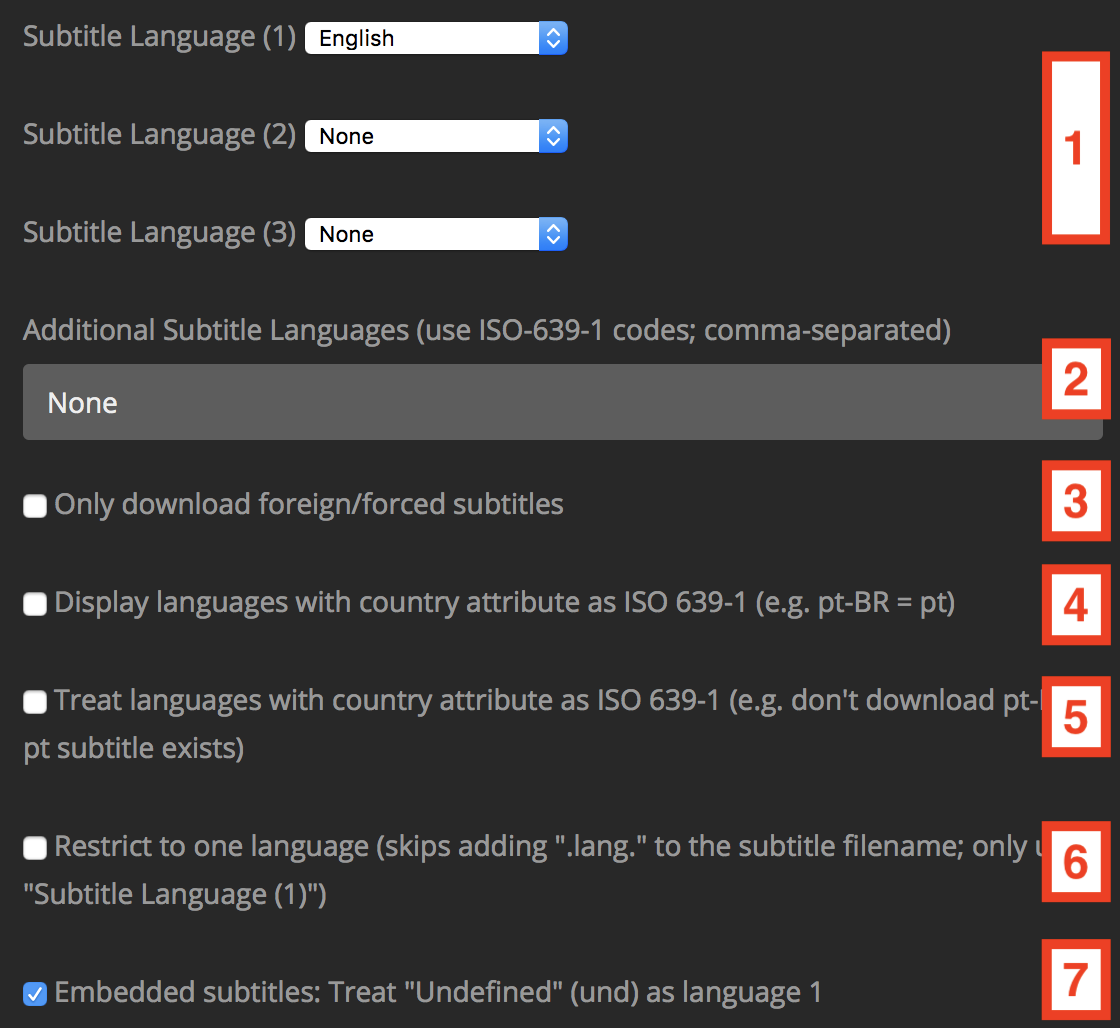 Subtitle Language (1) English
1
Subtitle Language (2) None
Subtitle Language (3) None
Additional Subtitle Languages (use ISO-639-1 codes; comma-separated)
2
None
Only download foreign/forced subtitles
3
Display languages with country attribute as ISO 639-1 (e.g. pt-BR = pt)
4
Treat languages with country attribute as ISO 639-1 (e.g. don't download pt-
5
pt subtitle exists)
Restrict to one language (skips adding ".lang." to the subtitle filename; only
6
"Subtitle Language (1)")
Embedded subtitles: Treat "Undefined" (und) as language 1
7